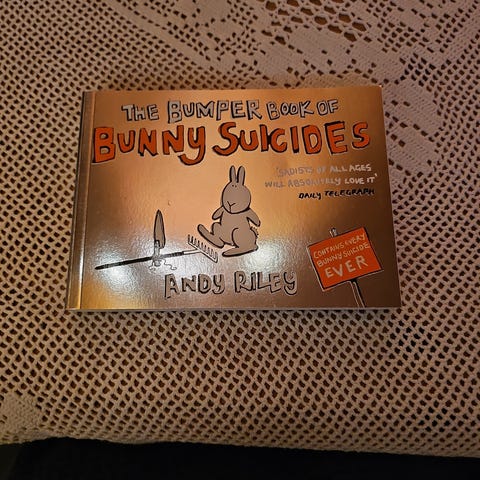 THE BUMPER BOOK OF
BUNNY SUICIDES
'SADISTS OF ALL AGES
WILL ABSOLUTELY LOVE IT'
DAILY TELEGRAPH
CONTAINS EVERY
BUNNY SUICIDE
EVER
ANDY RILEY